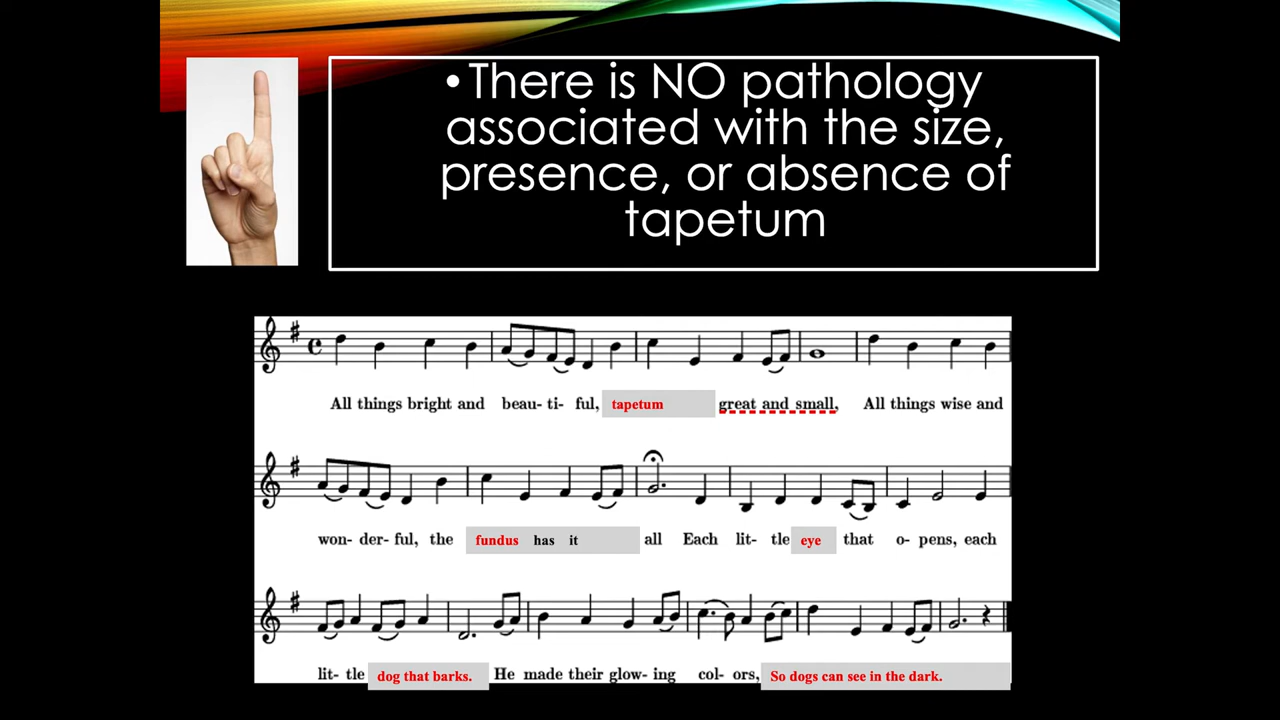 •There is NO pathology
associated with the size,
presence, or absence of
tapetum
All things bright and beau- ti- ful, tapetum great and small, All things wise and
won- der- ful, the fundus has it all Each lit- tle eye that o- pens, each
lit- tle dog that barks. He made their glow- ing col- ors, So dogs can see in the dark.